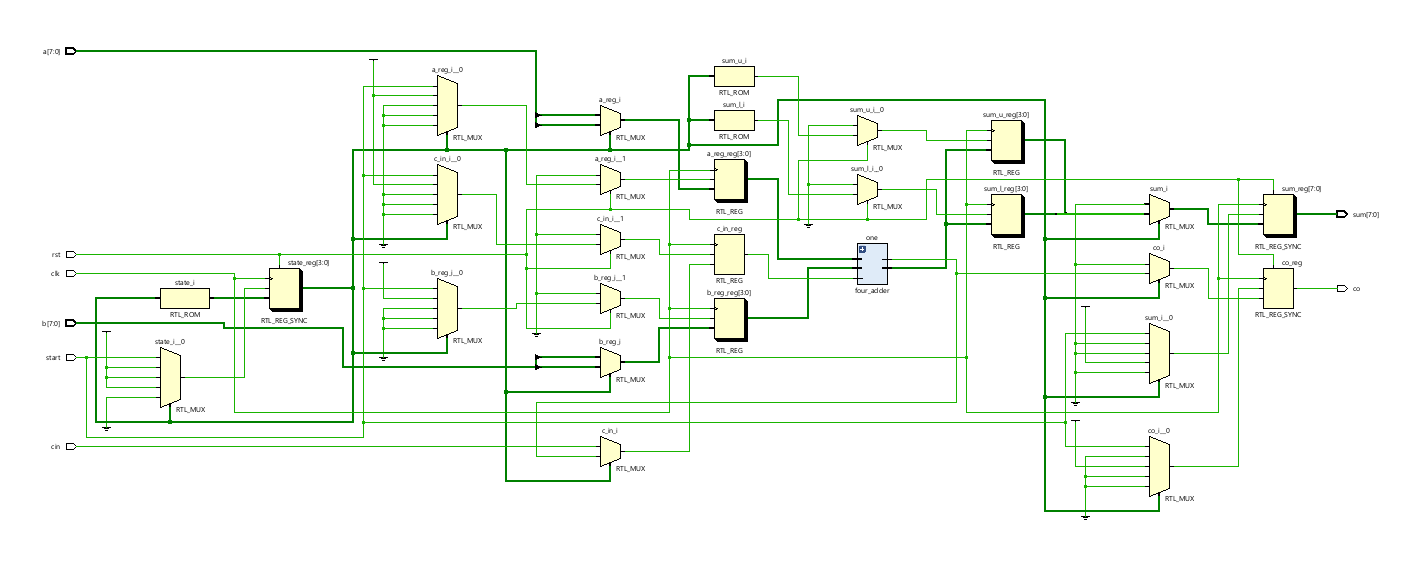 a[7:0]
a_reg_i__0
RTL_MUX
a_reg_i
RTL_MUX
sum_u_i
RTL_ROM
sum_l_i
RTL_ROM
sum_u_i__0
RTL_MUX
sum_u_reg[3:0]
RTL_REG
c_in_i__0
RTL_MUX
a_reg_i__1
RTL_MUX
a_reg_reg[3:0]
RTL_REG
sum_l_i__0
RTL_MUX
sum_l_reg[3:0]
RTL_REG
sum_i
RTL_MUX
sum_reg[7:0]
RTL_REG_SYNC
sum[7:0]
c_in_i__1
RTL_MUX
c_in_reg
RTL_REG
one
four_adder
co_i
RTL_MUX
co_reg
RTL_REG_SYNC
co
rst
clk
state_i
RTL_ROM
state_reg[3:0]
RTL_REG_SYNC
b_reg_i__0
RTL_MUX
b_reg_i__1
RTL_MUX
b_reg_reg[3:0]
RTL_REG
b[7:0]
start
state_i__0
RTL_MUX
b_reg_i
RTL_MUX
sum_i__0
RTL_MUX
cin
c_in_i
RTL_MUX
co_i__0
RTL_MUX